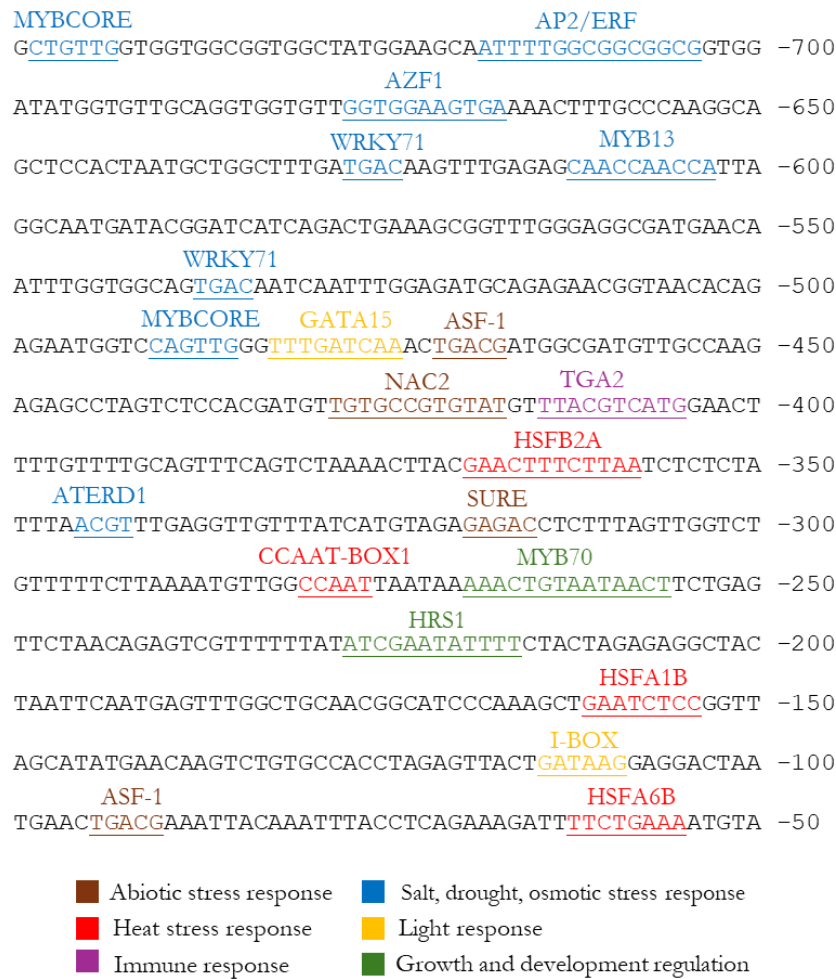 MYBCORE AP2/ERF
GCTGTTGGTGGTGGCGGTGGCTATGGAAGCAATTTTGGCGGCGGCGGTGG -700
AZF1
ATATGGTGTTGCAGGTGGTGTTGGTGGAAGTGAAAACTTTGCCCAAGGCA -650
WRKY71 MYB13
GCTCCACTAATGCTGGCTTTGATGACAAGTTTGAGAGCAACCAACCATTA -600
GGCAATGATACGGATCATCAGACTGAAAGCGGTTTGGGAGGCGATGAACA -550
WRKY71
ATTTGGTGGCAGTGACAATCAATTTGGAGATGCAGAGAACGGTAACACAG -500
MYBCORE GATA15 ASF-1
AGAATGGTCCAGTTGGGTTTGATCAAACTGACGATGGCGATGTTGCCAAG -450
NAC2 TGA2
AGAGCCTAGTCTCCACGATGTTGTGCCGTGTATGTTTACGTCATGGAACT -400
HSFB2A
TTTGTTTTGCAGTTTCAGTCTAAAACTTACGAACTTTCTTAATCTCTCTA -350
ATERD1 SURE
TTTAACGTTTGAGGTTGTTTATCATGTAGAGAGACCTCTTTAGTTGGTCT -300
CCAAT-BOX1 MYB70
GTTTTTCTTAAAATGTTGGCCAATTAATAAAAACTGTAATAACTTCTGAG -250
HRS1
TTCTAACAGAGTCGTTTTTTATATCGAATATTTTCTACTAGAGAGGCTAC -200
HSFA1B
TAATTCAATGAGTTTGGCTGCAACGGCATCCCAAAGCTGAATCTCCGGTT -150
I-BOX
AGCATATGAACAAGTCTGTGCCACCTAGAGTTACTGATAAGGAGGACTAA -100
ASF-1 HSFA6B
TGAACTGACGAAATTACAAATTTACCTCAGAAAGATTTTCTGAAAATGTA -50
Abiotic stress response Salt, drought, osmotic stress response
Heat stress response Light response
Immune response Growth and development regulation